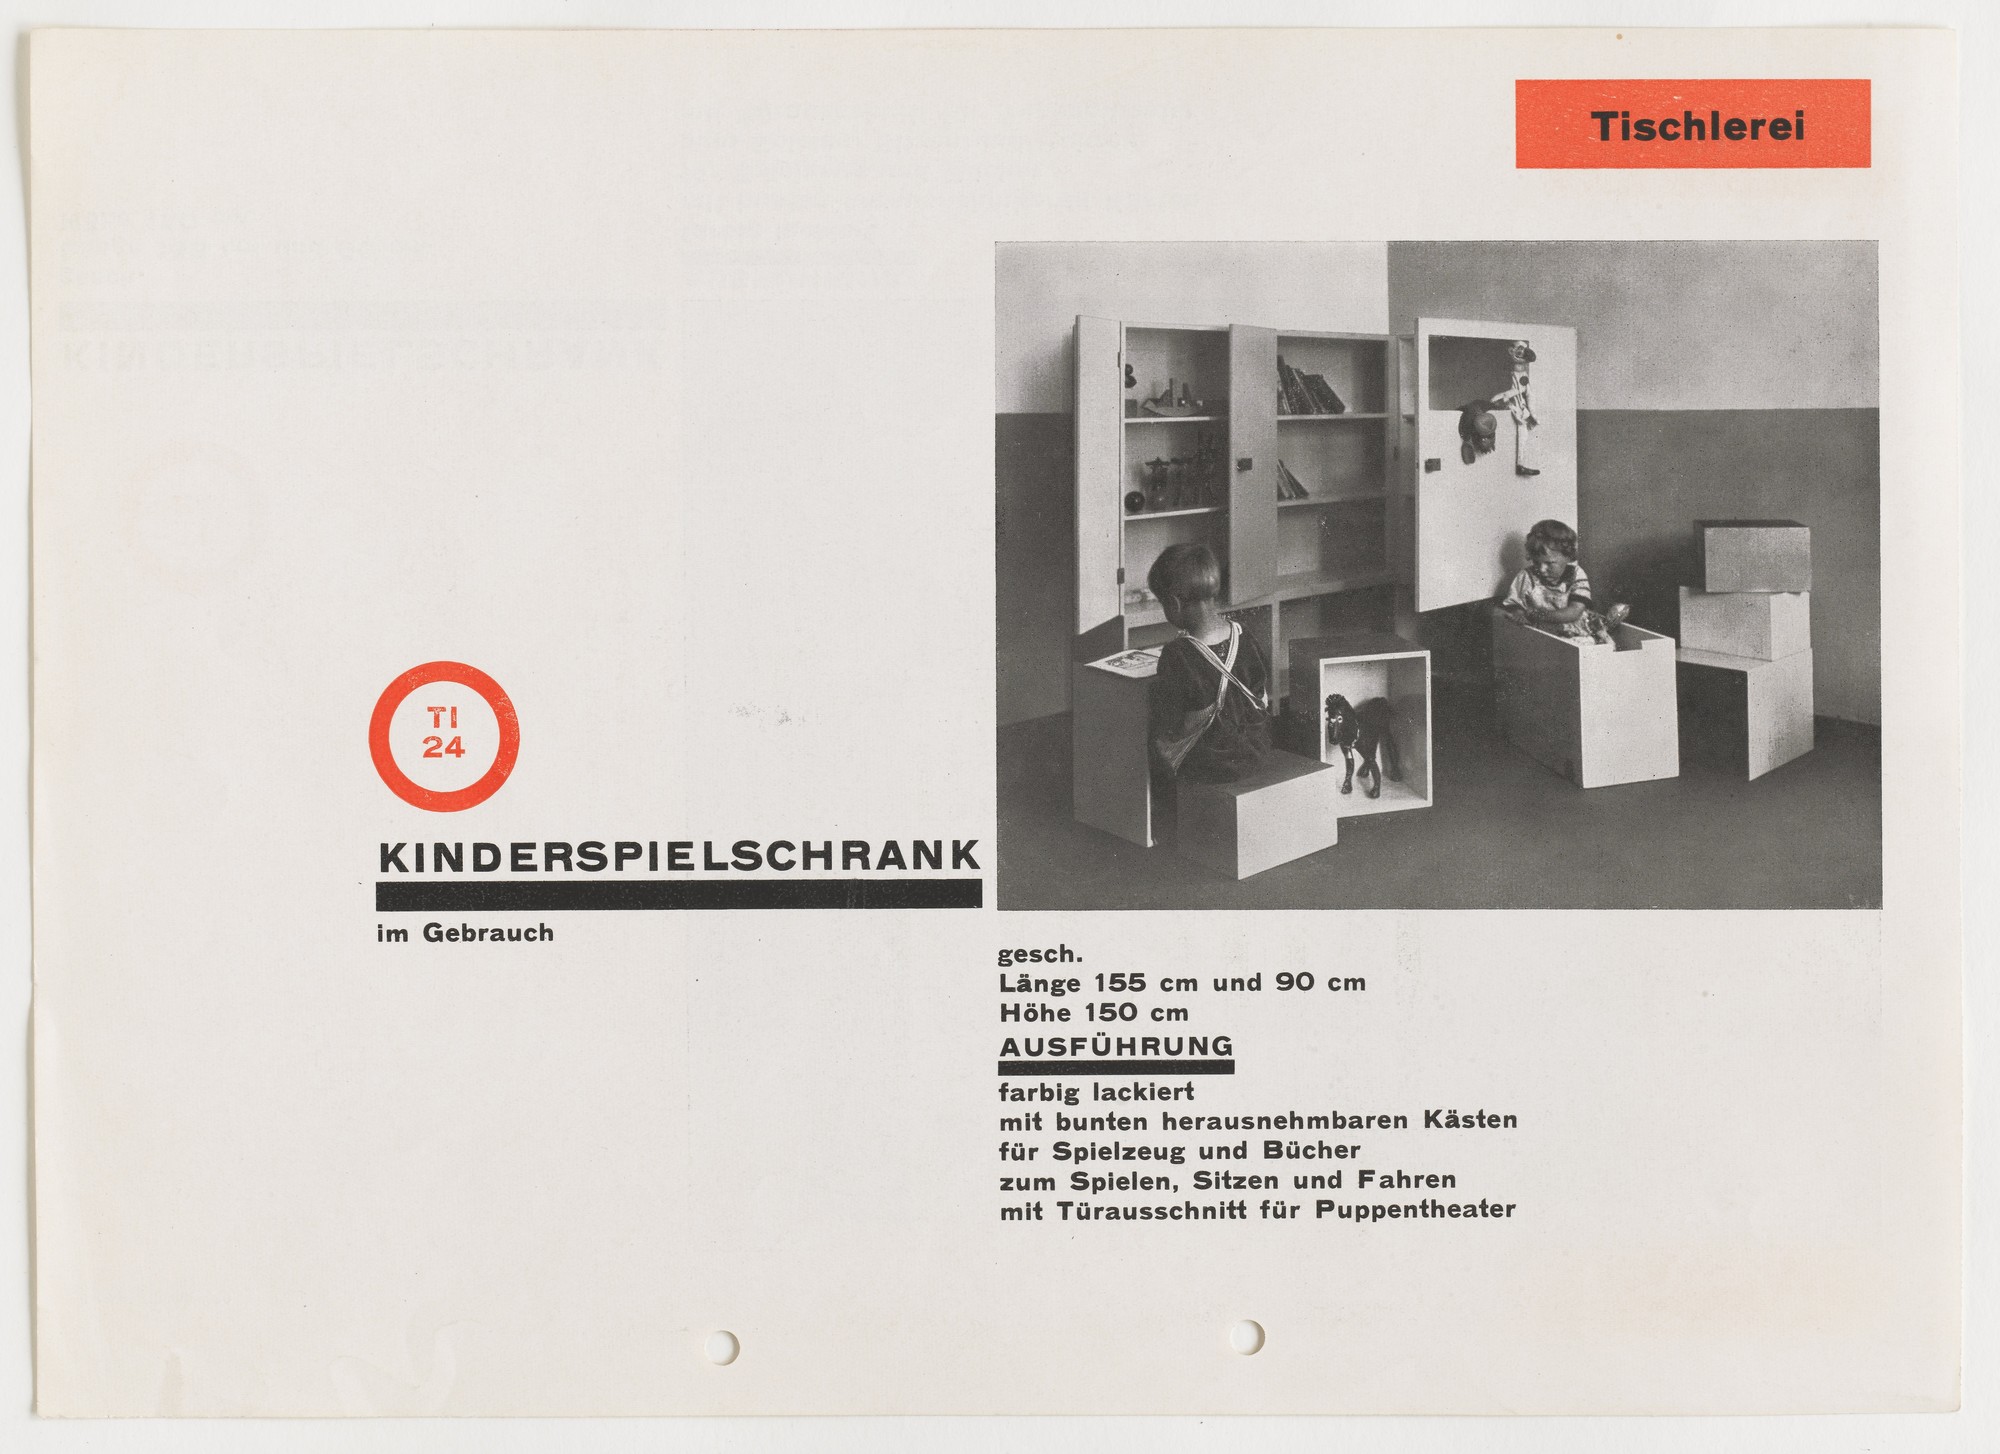 Tischlerei
TI
24
KINDERSPIELSCHRANK
im Gebrauch
gesch.
Länge 155 cm und 90 cm
Höhe 150 cm
AUSFÜHRUNG
farbig lackiert
mit bunten herausnehmbaren Kästen
für Spielzeug und Bücher
zum Spielen, Sitzen und Fahren
mit Türausschnitt für Puppentheater